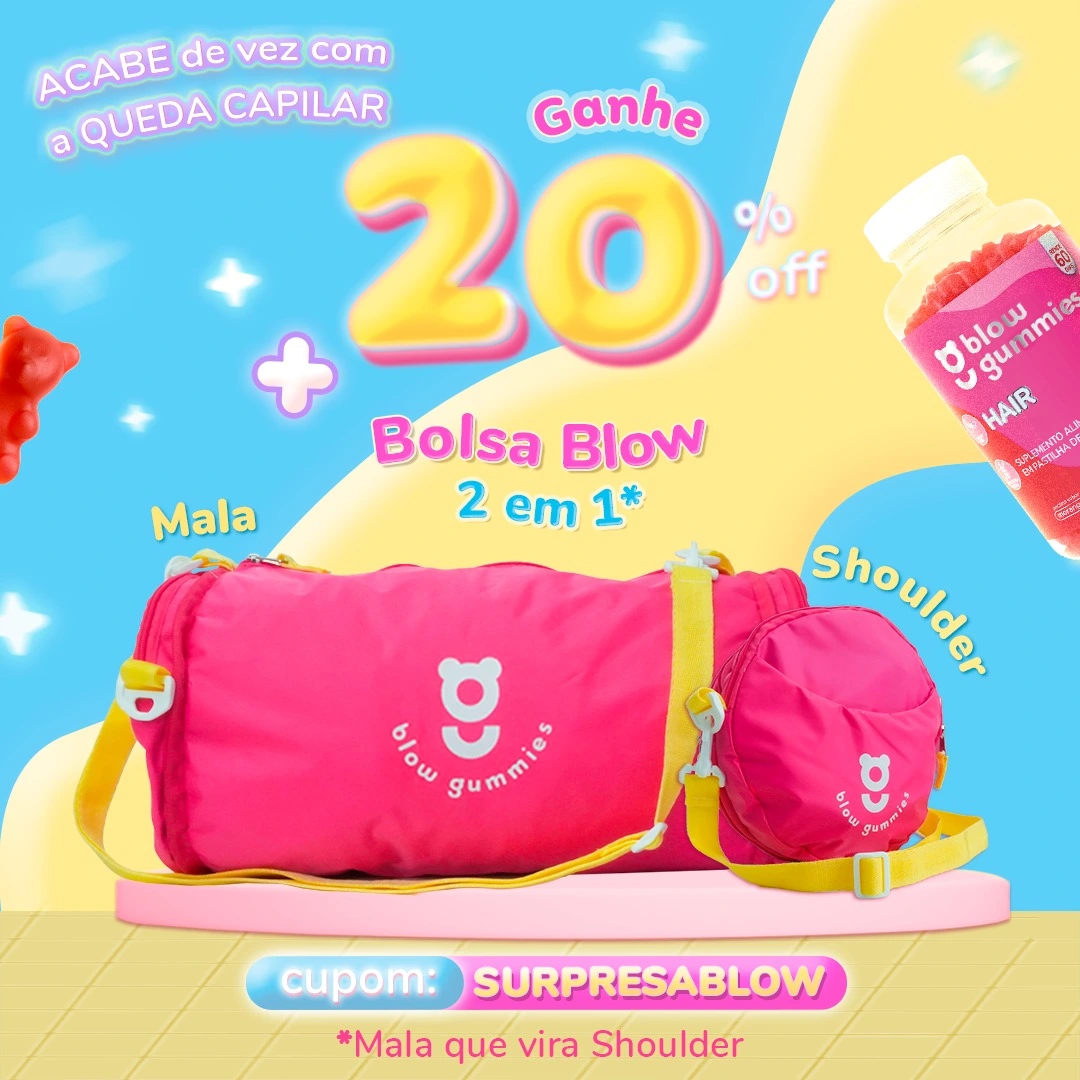 ACABE de vez com
a QUEDA CAPILAR
Ganhe
20
%
off
+
Bolsa Blow
2 em 1*
Mala
Shoulder
60
blow
gummies
HAIR
SUPLEMENTO
EM PASTILHA DE
blow gummies
blow gummies
cupom: SURPRESABLOW
*Mala que vira Shoulder